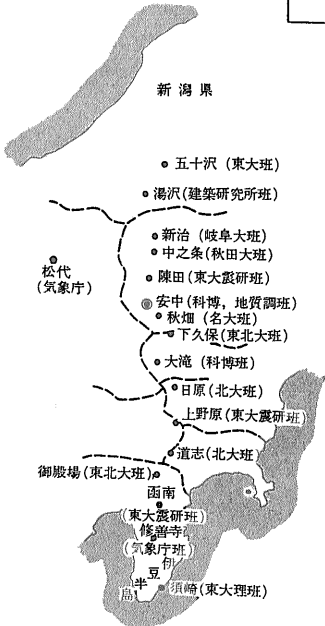 新潟県
五十沢(東大班)
湯沢(建築研究所班)
新治(岐阜大班)
中之条(秋田大班)
松代
(気象庁)
陳田(東大震研班)
安中(科博,地質調班)
秋畑(名大班)
下久保(東北大班)
大滝(科博班)
日原(北大班)
上野原(東大震研班)
道志(北大班)
御殿場(東北大班)
函南
(東大震研班)
修善寺
(気象庁班)
伊
豆
半
島
須崎(東大理班)